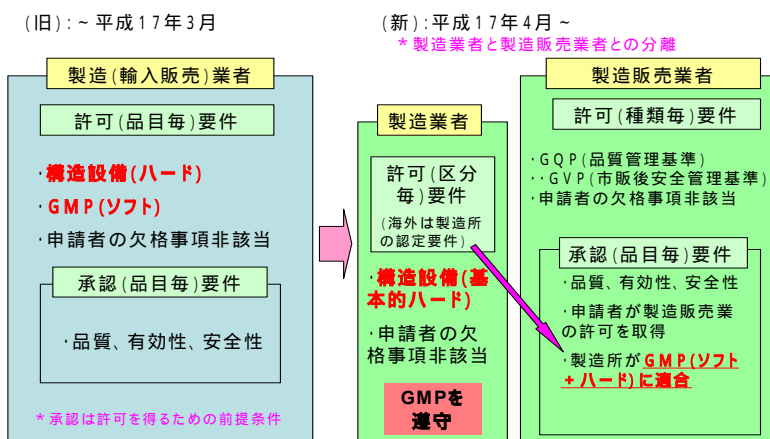 (旧):~平成17年3月
(新):平成17年4月~
*製造業者と製造販売業者との分離
製造(輸入販売)業者
許可(品目毎)要件
·構造設備(ハード)
·GMP(ソフト)
·申請者の欠格事項非該当
承認(品目毎)要件
·品質、有効性、安全性
*承認は許可を得るための前提条件
製造業者
許可(区分
毎)要件
(海外は製造所
の認定要件)
·構造設備(基
本的ハード)
·申請者の欠
格事項非該当
GMPを
遵守
製造販売業者
許可(種類毎)要件
·GQP(品質管理基準)
··GVP(市販後安全管理基準)
·申請者の欠格事項非該当
承認(品目毎)要件
·品質、有効性、安全性
·申請者が製造販売業
の許可を取得
·製造所がGMP(ソフト
+ハード)に適合